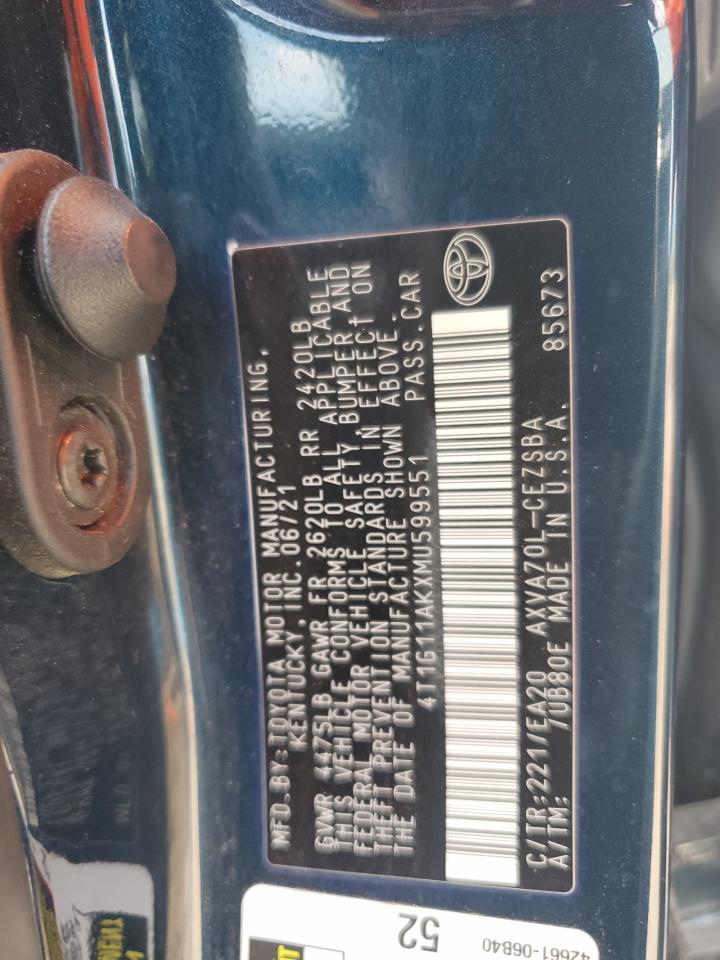 MFD.BY:TOYOTA MOTOR MANUFACTURING,
KENTUCKY, INC. 06/21
GVWR 4475LB GAWR FR 2620LB RR 2420LB
THIS VEHICLE CONFORMS TO ALL APPLICABLE
FEDERAL MOTOR VEHICLE SAFETY, BUMPER AND
THEFT PREVENTION STANDARDS IN EFFECT ON
THE DATE OF MANUFACTURE SHOWN ABOVE.
4T1G11AKXMU599551 PASS.CAR
C/TR:2217/EA20 AXVA70L-CEZSBA 85673
A/TM: /UB80E MADE IN U.S.A.
52
42661-06B40